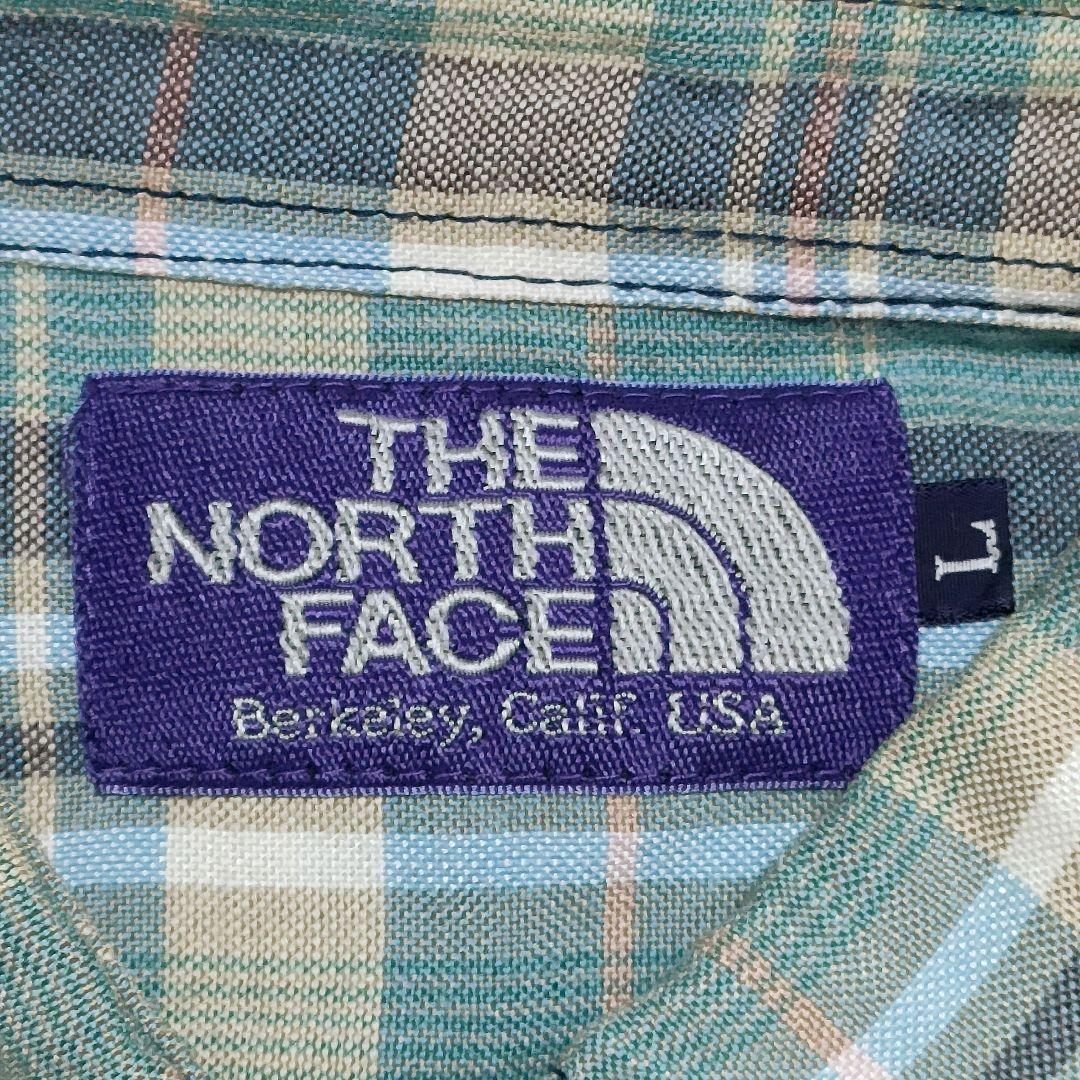 THE
NORTH
FACE
Berkeley, Calif. USA
L